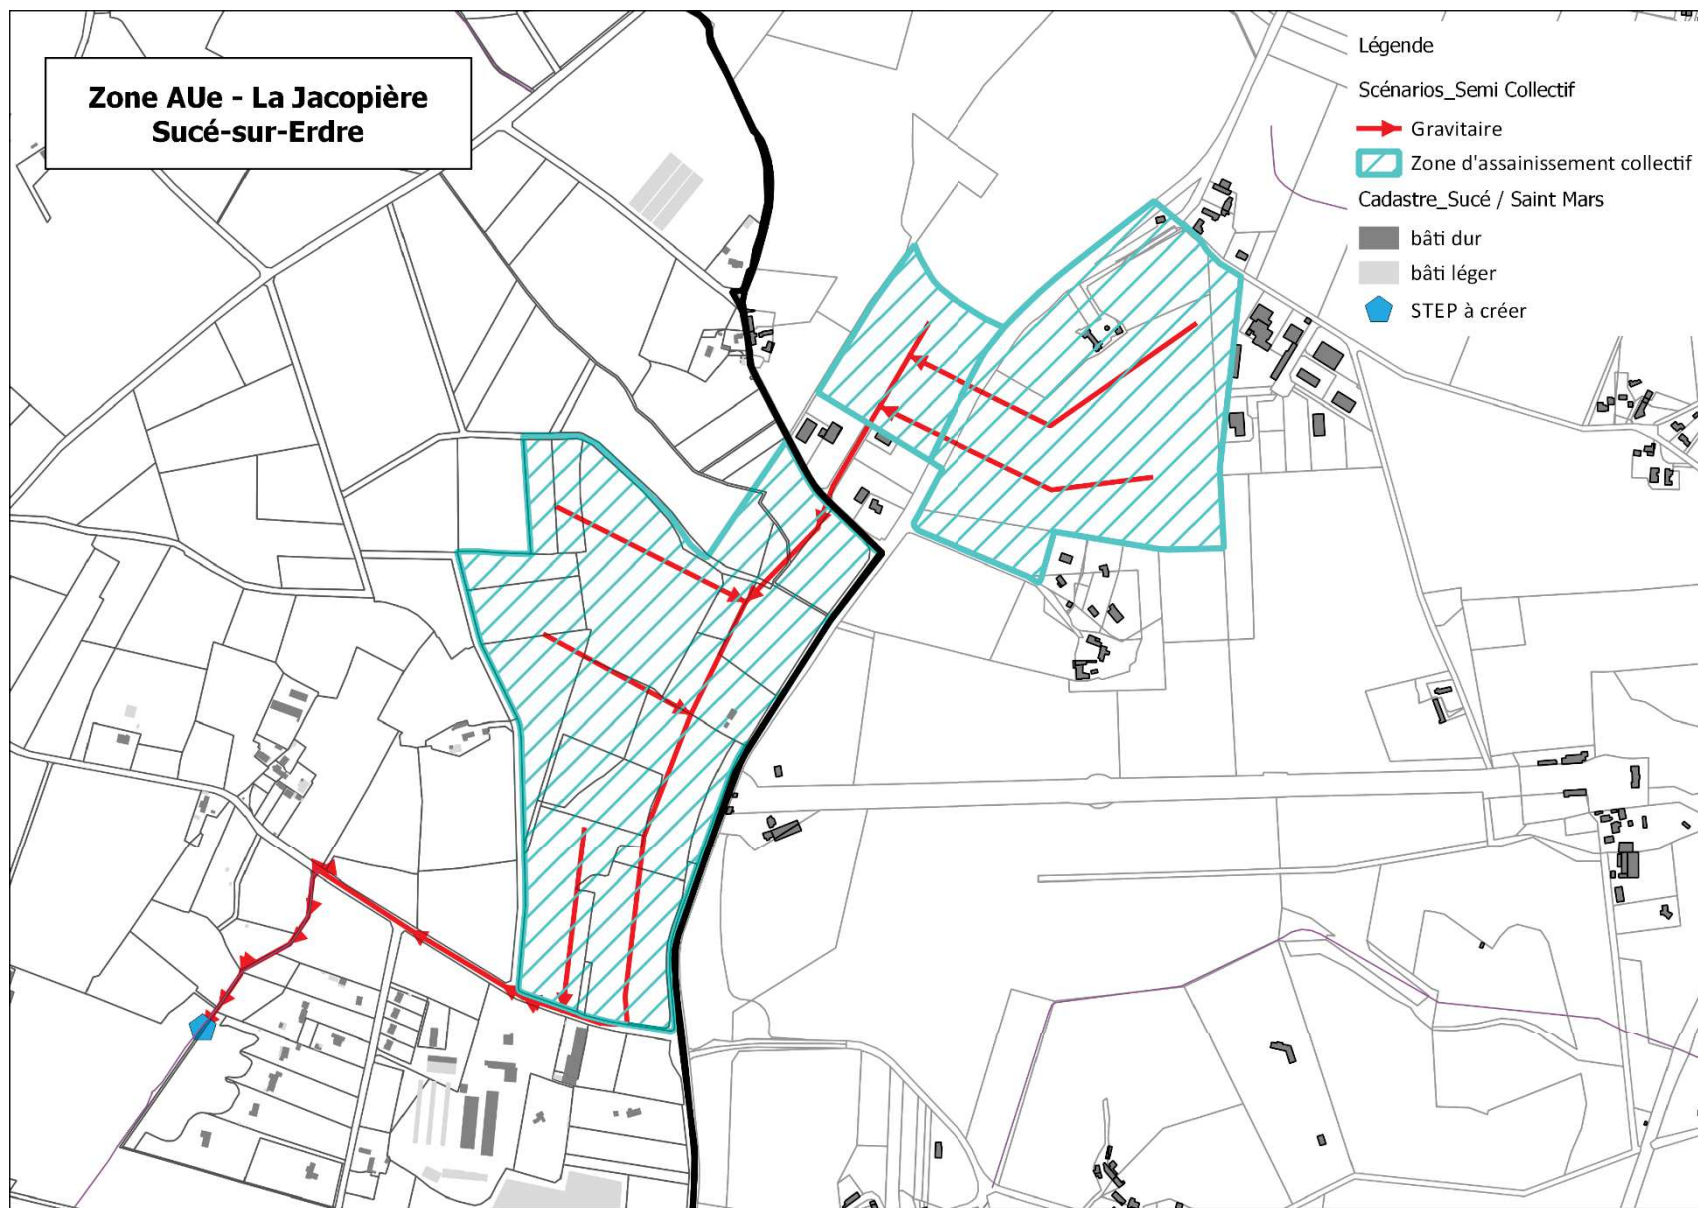 Zone AUe - La Jacopière
Sucé-sur-Erdre
Légende
Scénarios_Semi Collectif
Gravitaire
Zone d'assainissement collectif
Cadastre_Sucé / Saint Mars
bâti dur
bâti léger
STEP à créer